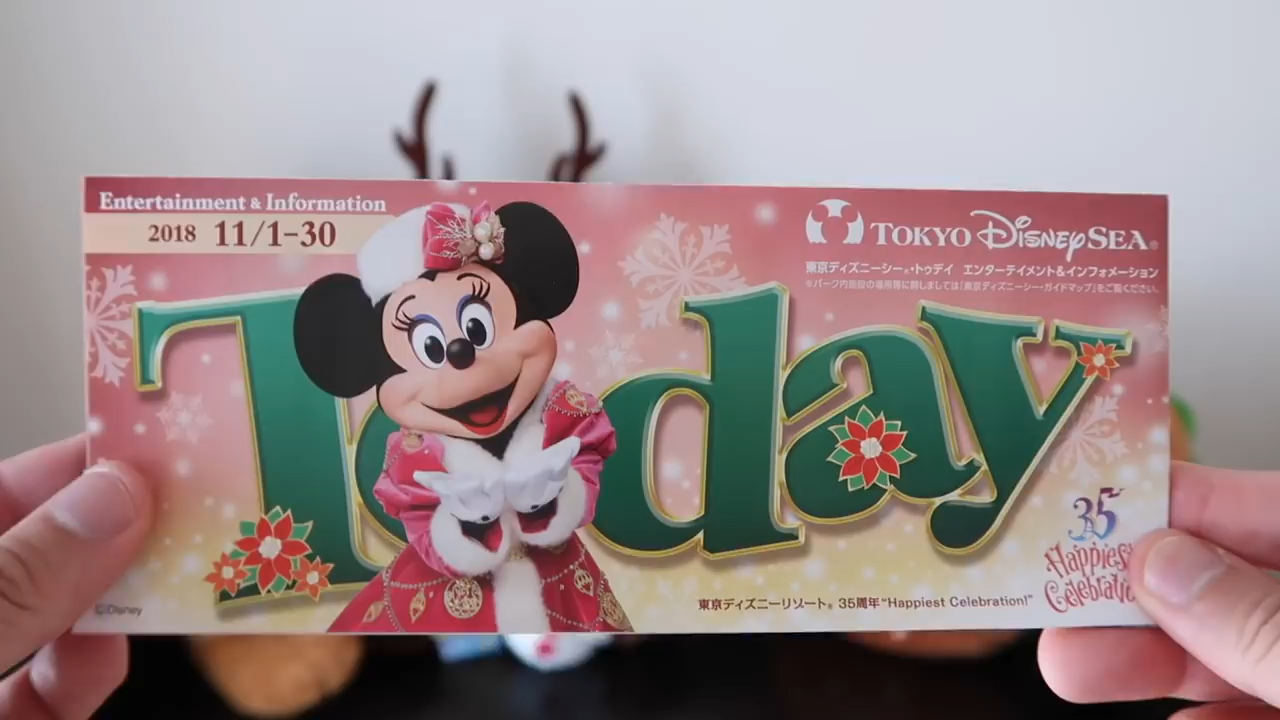 Entertainment & Information
2018 11/1-30
TOKYO DISNEYSEA®
東京ディズニーシー®・トゥデイ エンターテイメント&インフォメーション
※パーク内施設の場所等に関しましては「東京ディズニーシー・ガイドマップ」をご覧ください。
Today
35
Happiest
Celebratio
東京ディズニーリゾート® 35周年“Happiest Celebration!”
©Disney